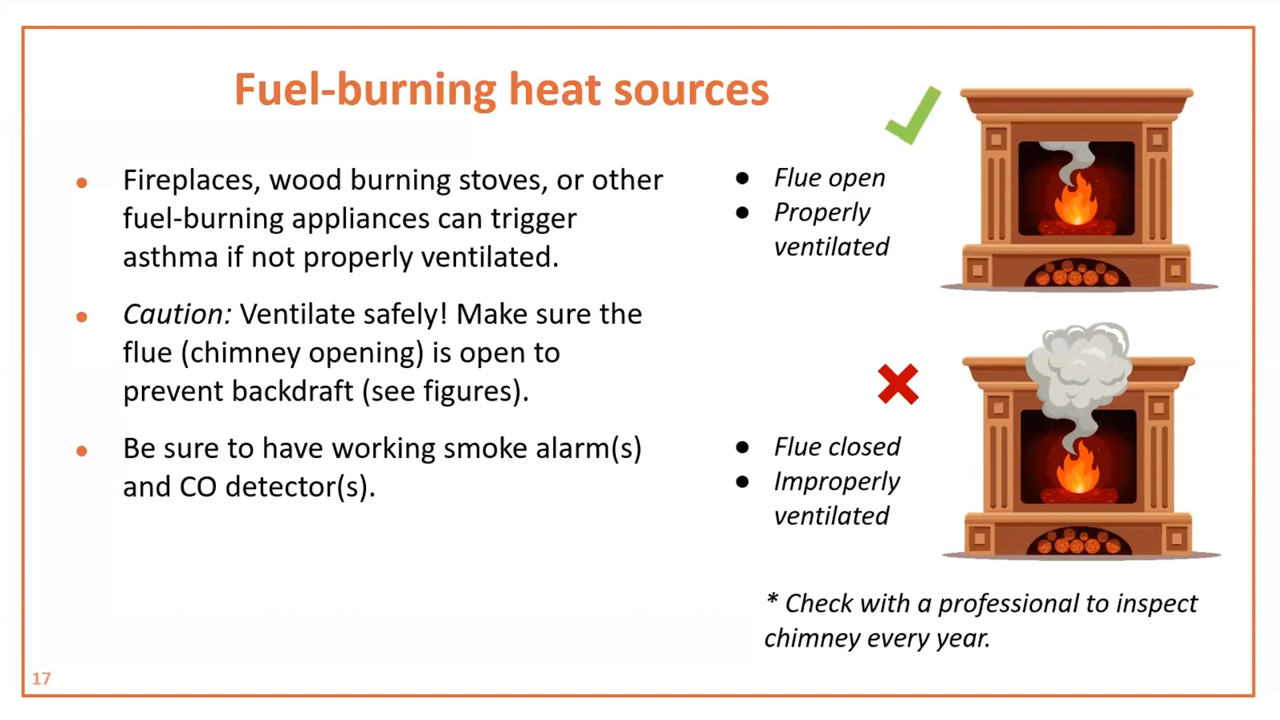 Fuel-burning heat sources
● Fireplaces, wood burning stoves, or other
fuel-burning appliances can trigger
asthma if not properly ventilated.
● Caution: Ventilate safely! Make sure the
flue (chimney opening) is open to
prevent backdraft (see figures).
● Be sure to have working smoke alarm(s)
and CO detector(s).
● Flue open
● Properly
ventilated
● Flue closed
● Improperly
ventilated
* Check with a professional to inspect
chimney every year.
17